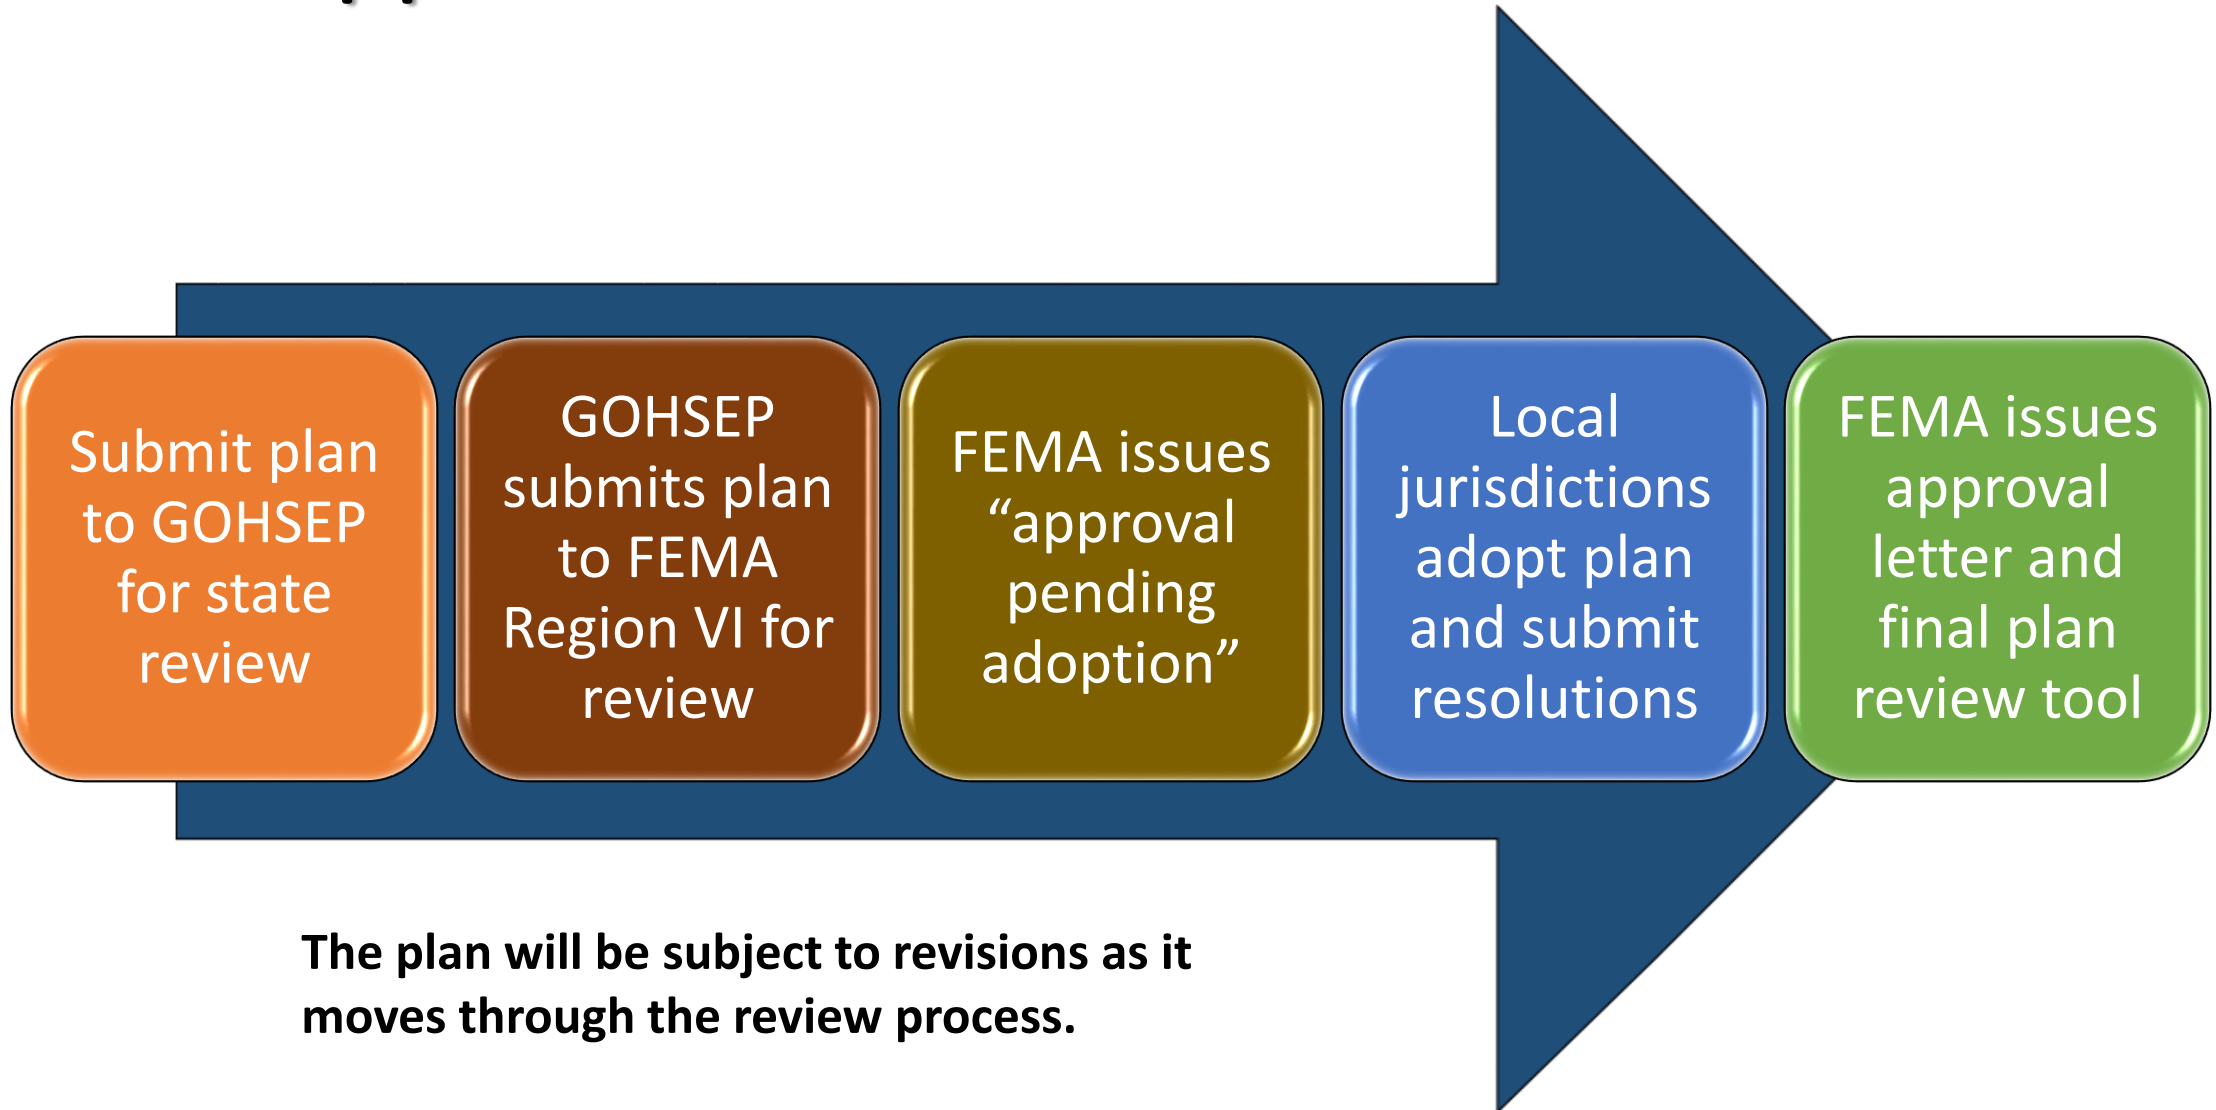 Submit plan
to GOHSEP
for state
review
GOHSEP
submits plan
to FEMA
Region VI for
review
FEMA issues
“approval
pending
adoption”
Local
jurisdictions
adopt plan
and submit
resolutions
FEMA issues
approval
letter and
final plan
review tool
The plan will be subject to revisions as it
moves through the review process.